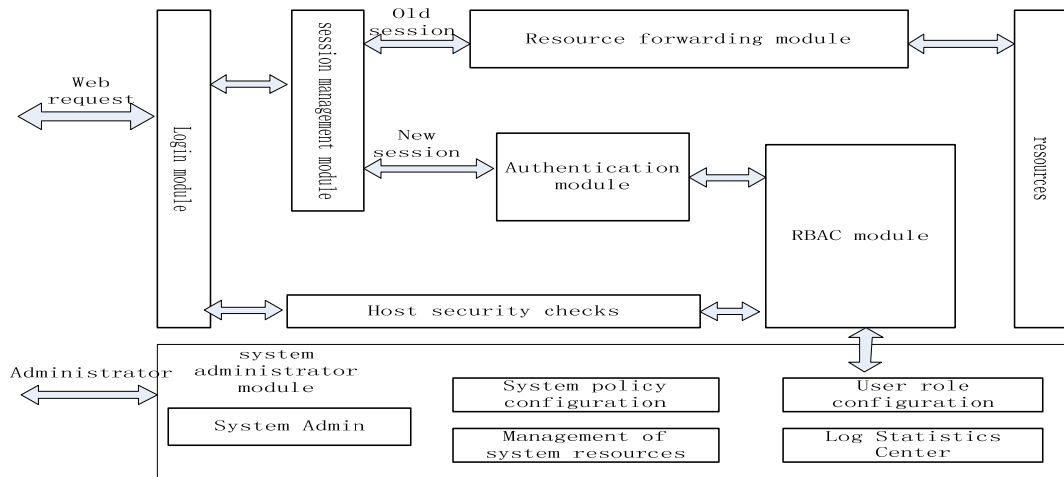 Old
session
Resource forwarding module
Web
request
Login module
session management module
New
session
Authentication
module
resources
RBAC module
Host security checks
Administrator
system
administrator
module
System policy
configuration
User role
configuration
System Admin
Management of
system resources
Log Statistics
Center